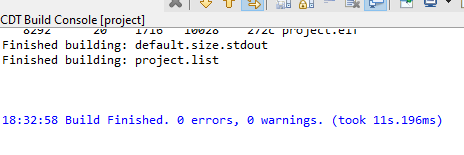 CDT Build Console [project]
8292 20 1716 10028 272c project.elf
Finished building: default.size.stdout
Finished building: project.list
18:32:58 Build Finished. 0 errors, 0 warnings. (took 11s.196ms)